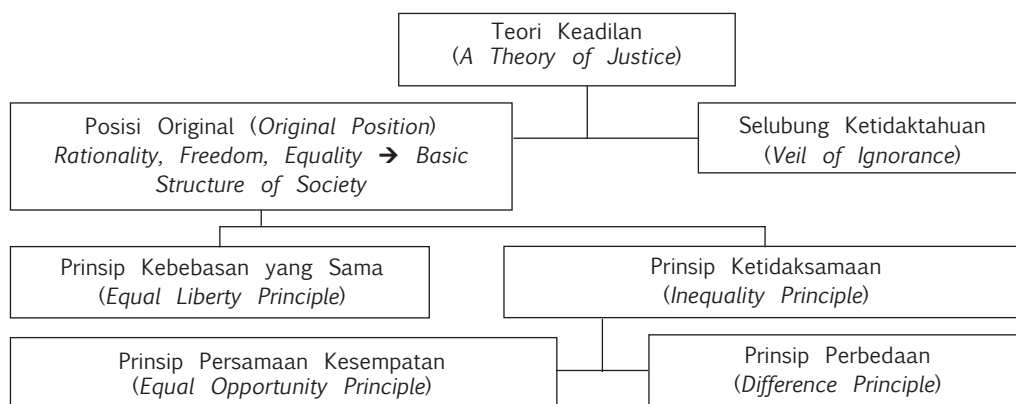 Teori Keadilan
(A Theory of Justice)
Posisi Original (Original Position)
Rationality, Freedom, Equality ➔ Basic
Structure of Society
Selubung Ketidaktahuan
(Veil of Ignorance)
Prinsip Kebebasan yang Sama
(Equal Liberty Principle)
Prinsip Ketidaksamaan
(Inequality Principle)
Prinsip Persamaan Kesempatan
(Equal Opportunity Principle)
Prinsip Perbedaan
(Difference Principle)